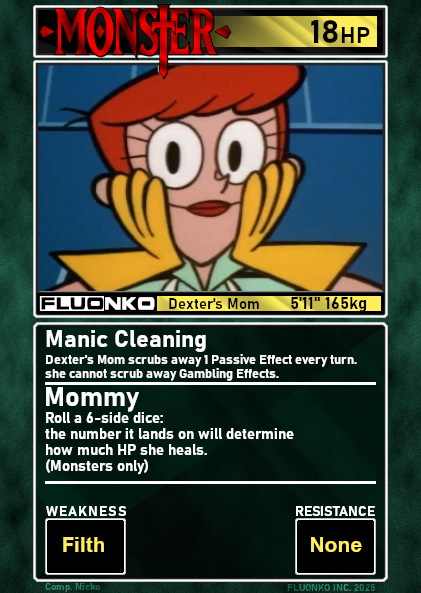 MONSTER
18HP
FLUONKO
Dexter's Mom 5'11" 165kg
Manic Cleaning
Dexter's Mom scrubs away 1 Passive Effect every turn.
she cannot scrub away Gambling Effects.
Mommy
Roll a 6-side dice:
the number it lands on will determine
how much HP she heals.
(Monsters only)
WEAKNESS RESISTANCE
Filth None
Comp. Nicko FLUONKO INC. 2025